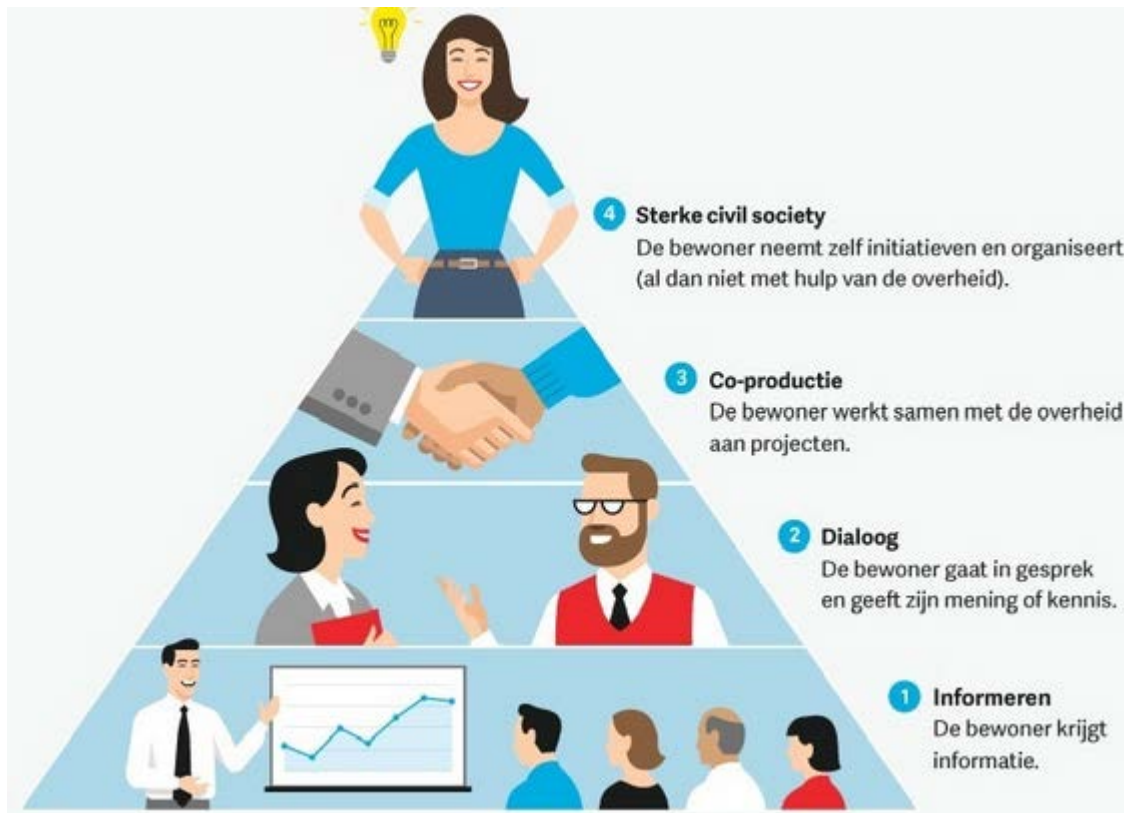 4 Sterke civil society
De bewoner neemt zelf initiatieven en organiseert
(al dan niet met hulp van de overheid).
3 Co-productie
De bewoner werkt samen met de overheid
aan projecten.
2 Dialoog
De bewoner gaat in gesprek
en geeft zijn mening of kennis.
1 Informeren
De bewoner krijgt
informatie.